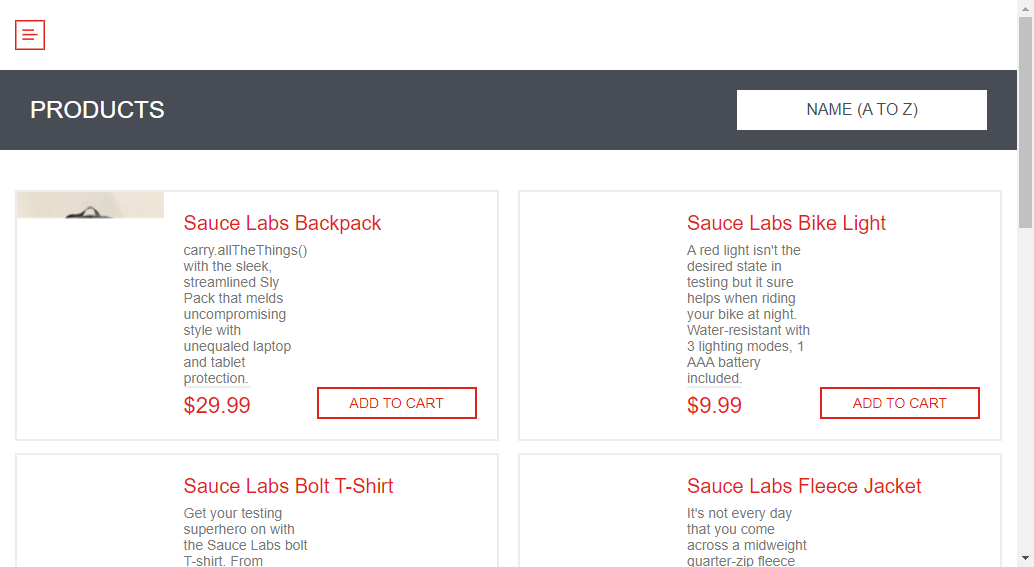 PRODUCTS
NAME (A TO Z)
Sauce Labs Backpack
carry.allTheThings()
with the sleek,
streamlined Sly
Pack that melds
uncompromising
style with
unequaled laptop
and tablet
protection.
$29.99
ADD TO CART
Sauce Labs Bike Light
A red light isn't the
desired state in
testing but it sure
helps when riding
your bike at night.
Water-resistant with
3 lighting modes, 1
AAA battery
included.
$9.99
ADD TO CART
Sauce Labs Bolt T-Shirt
Get your testing
superhero on with
the Sauce Labs bolt
T-shirt. From
Sauce Labs Fleece Jacket
It's not every day
that you come
across a midweight
quarter-zip fleece